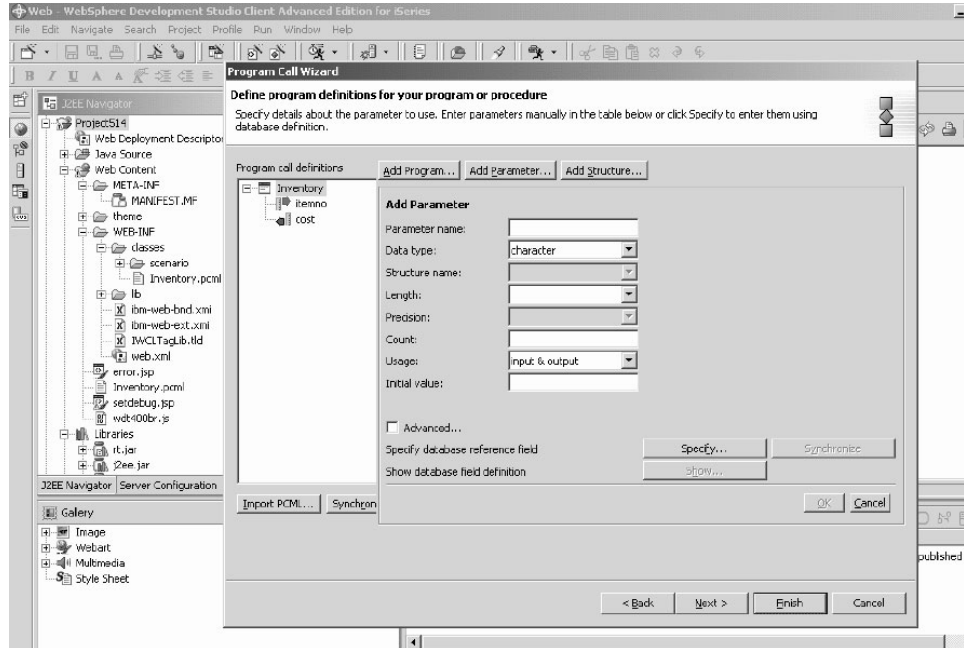 Web - WebSphere Development Studio Client Advanced Edition for iSeries
File Edit Navigate Search Project Profile Run Window Help
B I U A A
J2EE Navigator
Project514
Web Deployment Descripto
Java Source
Web Content
META-INF
MANIFEST.MF
theme
WEB-INF
classes
scenario
Inventory.pcml
lib
ibm-web-bnd.xmi
ibm-web-ext.xmi
IWCLTagLib.tld
web.xml
error.jsp
Inventory.pcml
setdebug.jsp
wdt400br.js
Libraries
rt.jar
j2ee.jar
J2EE Navigator Server Configuration
Galery
Image
Webart
Multimedia
Style Sheet
Program Call Wizard
Define program definitions for your program or procedure
Specify details about the parameter to use. Enter parameters manually in the table below or click Specify to enter them using
database definition.
Program call definitions
Add Program... Add Parameter... Add Structure...
Inventory
itemno
cost
Add Parameter
Parameter name:
Data type: character
Structure name:
Length:
Precision:
Count:
Usage: input & output
Initial value:
Advanced...
Specify database reference field Specify... Synchronize
Show database field definition Show...
Import PCML... Synchron
OK Cancel
published
< Back Next > Finish Cancel